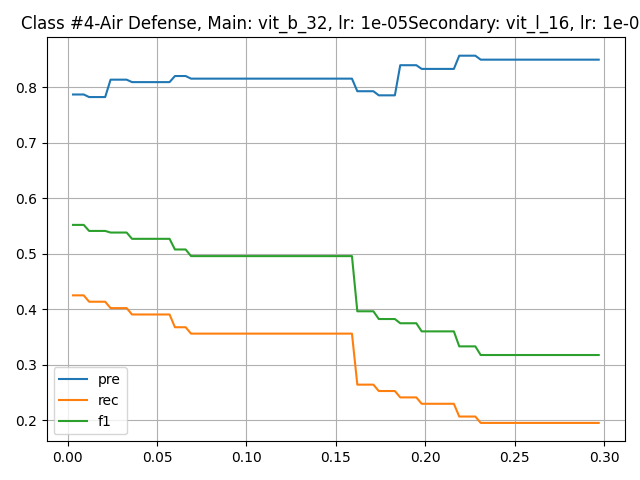 Class #4-Air Defense, Main: vit_b_32, lr: 1e-05Secondary: vit_l_16, lr: 1e-0
0.8
0.7
0.6
0.5
0.4
0.3
0.2
pre
rec
f1
0.00 0.05 0.10 0.15 0.20 0.25 0.30